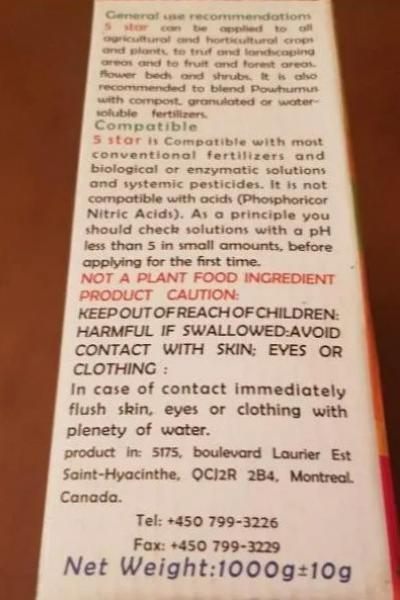 General use recommendations
5 star can be applied to all
agricultural and horticultural crops
and plants, to truf and landscaping
areas and to fruit and forest areas,
flower beds and shrubs. It is also
recommended to blend Powhumus
with compost, granulated or water-
soluble fertilizers.
Compatible
5 star is Compatible with most
conventional fertilizers and
biological or enzymatic solutions
and systemic pesticides. It is not
compatible with acids (Phosphoricor
Nitric Acids). As a principle you
should check solutions with a pH
less than 5 in small amounts, before
applying for the first time.
NOT A PLANT FOOD INGREDIENT
PRODUCT CAUTION:
KEEP OUT OF REACH OF CHILDREN:
HARMFUL IF SWALLOWED:AVOID
CONTACT WITH SKIN; EYES OR
CLOTHING :
In case of contact immediately
flush skin, eyes or clothing with
plenety of water.
product in: 5175, boulevard Laurier Est
Saint-Hyacinthe, QCJ2R 2B4, Montreal.
Canada.
Tel: +450 799-3226
Fax: +450 799-3229
Net Weight:1000g±10g